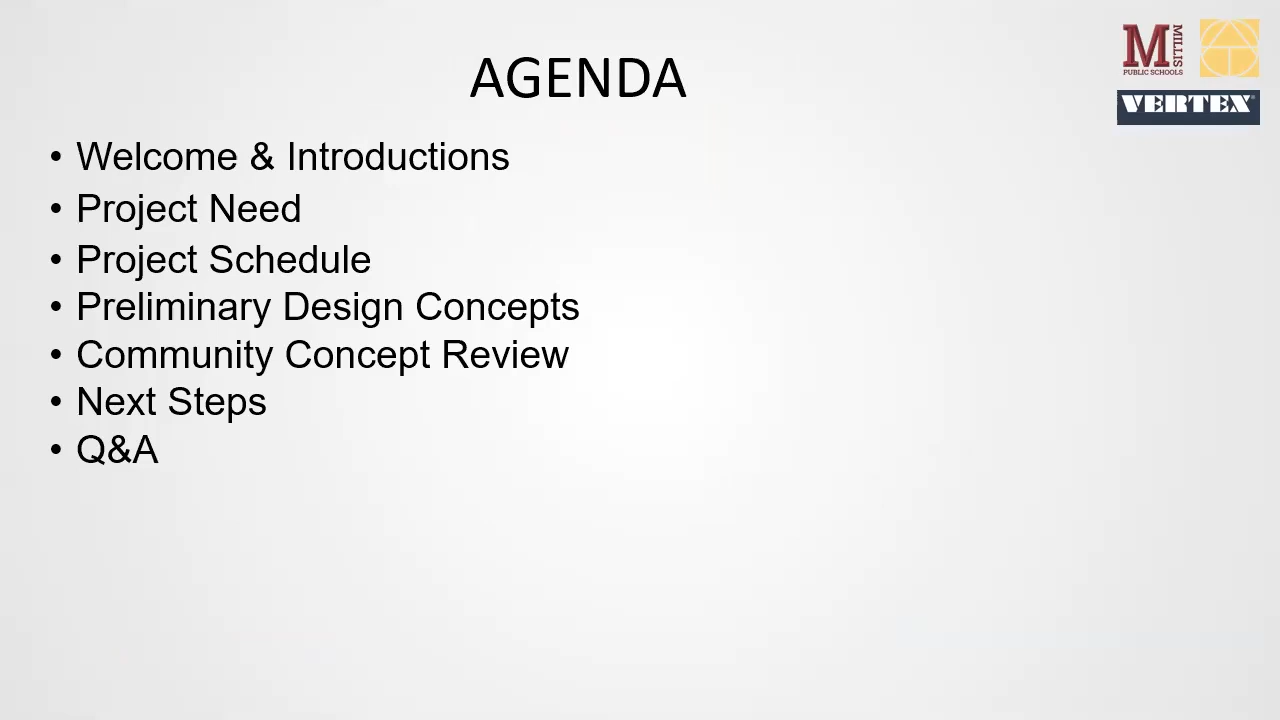 AGENDA
• Welcome & Introductions
• Project Need
• Project Schedule
• Preliminary Design Concepts
• Community Concept Review
• Next Steps
• Q&A
M MILLIS
PUBLIC SCHOOLS
VERTEX